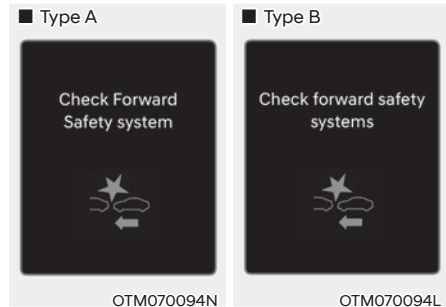 ■ Type A
Check Forward
Safety system
OTM070094N
■ Type B
Check forward safety
systems
OTM070094L